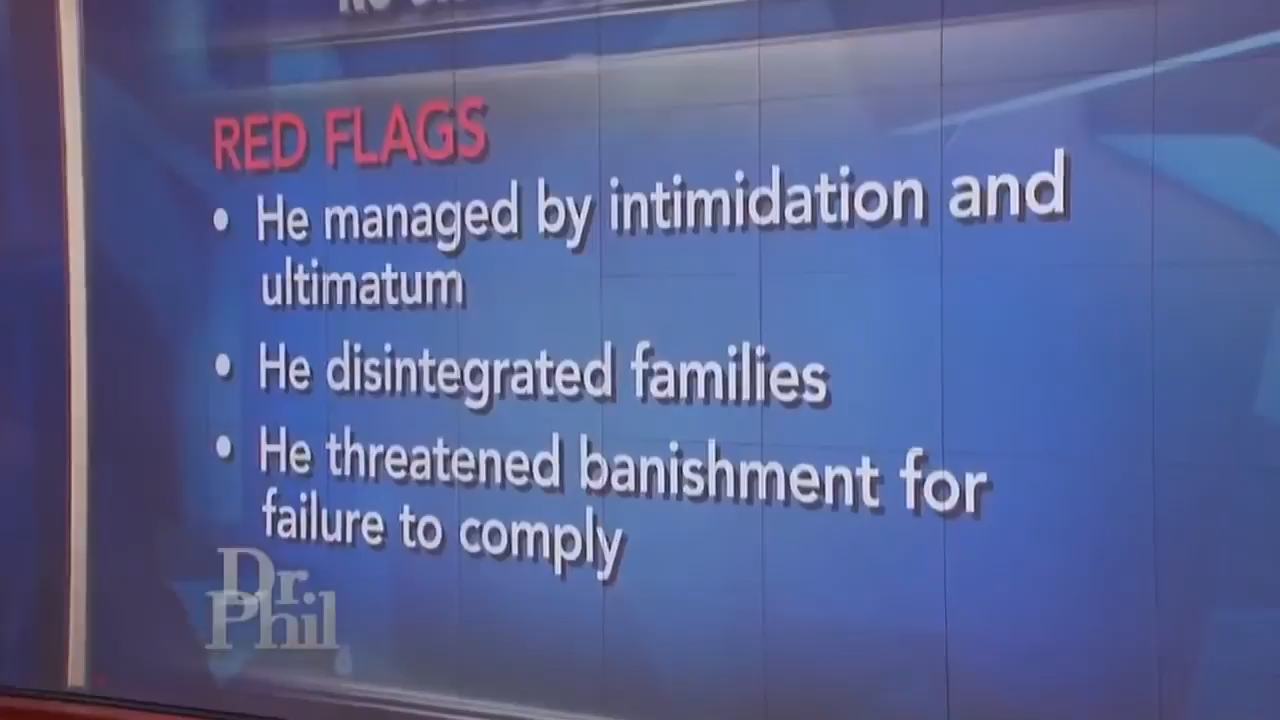 RED FLAGS
• He managed by intimidation and
ultimatum
• He disintegrated families
• He threatened banishment for
failure to comply
Dr.
Phil